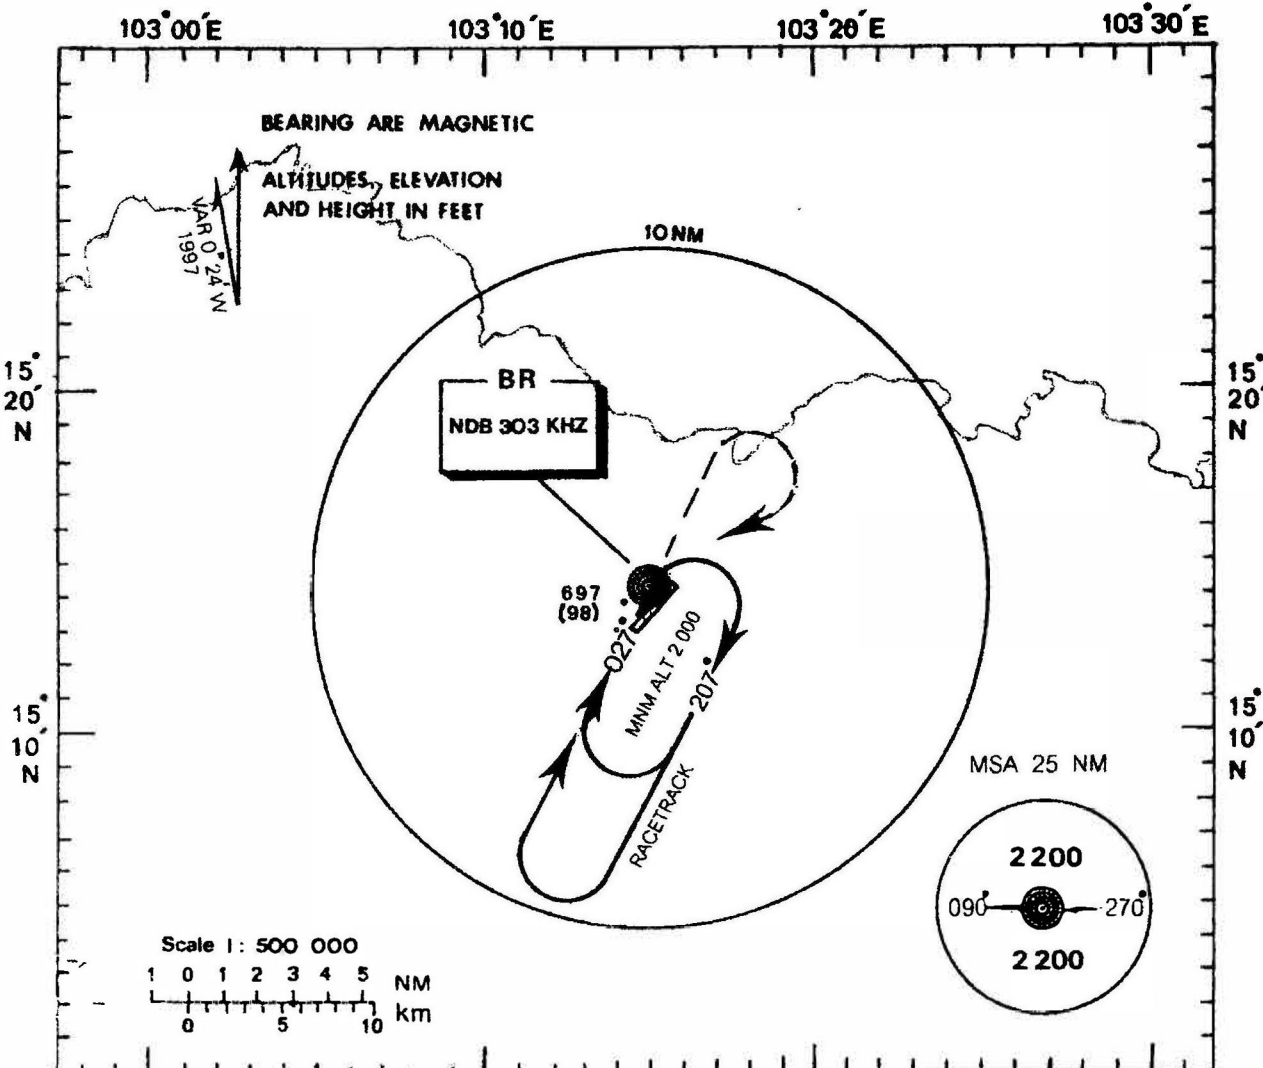 103°00'E 103°10'E 103°20'E 103°30'E
BEARING ARE MAGNETIC
ALTITUDES, ELEVATION
AND HEIGHT IN FEET
VAR 0°24'W
1997
10 NM
15°
20'
N
15°
20'
N
BR
NDB 303 KHZ
697
(98)
027°
MNM ALT 2 000
207°
RACETRACK
15°
10'
N
15°
10'
N
MSA 25 NM
2 200
090° 270°
2 200
Scale 1 : 500 000
1 0 1 2 3 4 5 NM
0 5 10 km